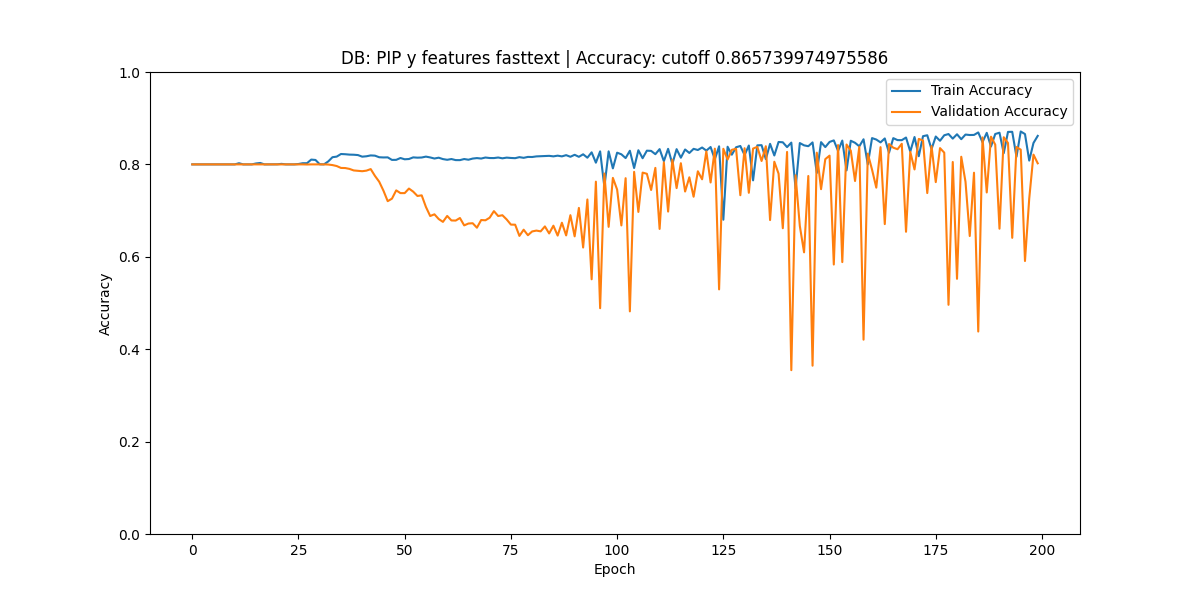 DB: PIP y features fasttext | Accuracy: cutoff 0.865739974975586
Train Accuracy
Validation Accuracy
1.0
0.8
0.6
0.4
0.2
0.0
Accuracy
0 25 50 75 100 125 150 175 200
Epoch